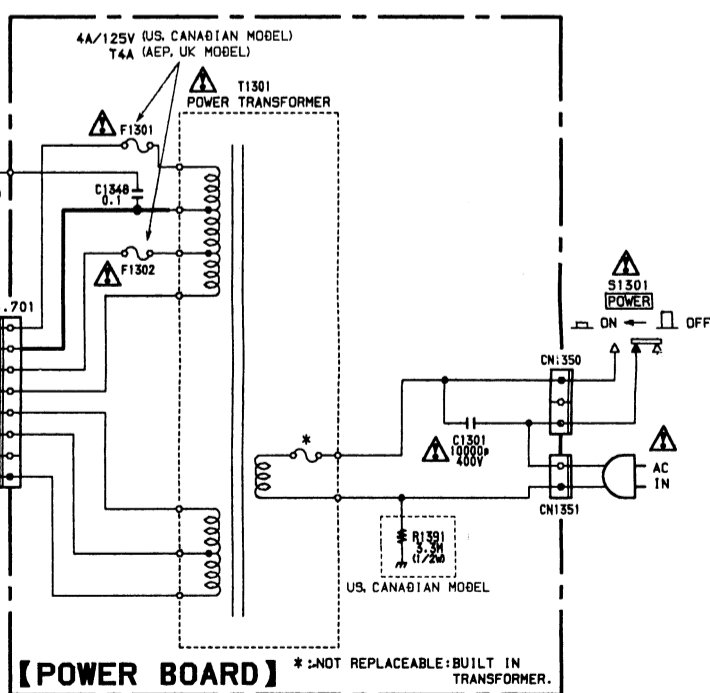 4A/125V (US, CANADIAN MODEL)
T4A (AEP, UK MODEL)
T1301
POWER TRANSFORMER
F1301
C1348
0.1
F1302
.701
S1301
POWER
ON ← OFF
CN1350
*
C1301
10000p
400V
AC
IN
CN1351
R1391
3.3M
(1/2W)
US, CANADIAN MODEL
【POWER BOARD】
* :NOT REPLACEABLE:BUILT IN
TRANSFORMER.